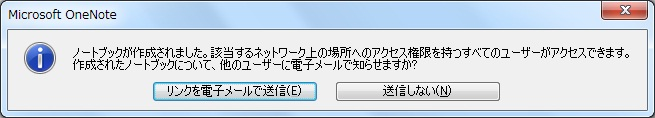 Microsoft OneNote
ノートブックが作成されました。該当するネットワーク上の場所へのアクセス権限を持つすべてのユーザーがアクセスできます。
作成されたノートブックについて、他のユーザーに電子メールで知らせますか?
リンクを電子メールで送信(E)
送信しない(N)